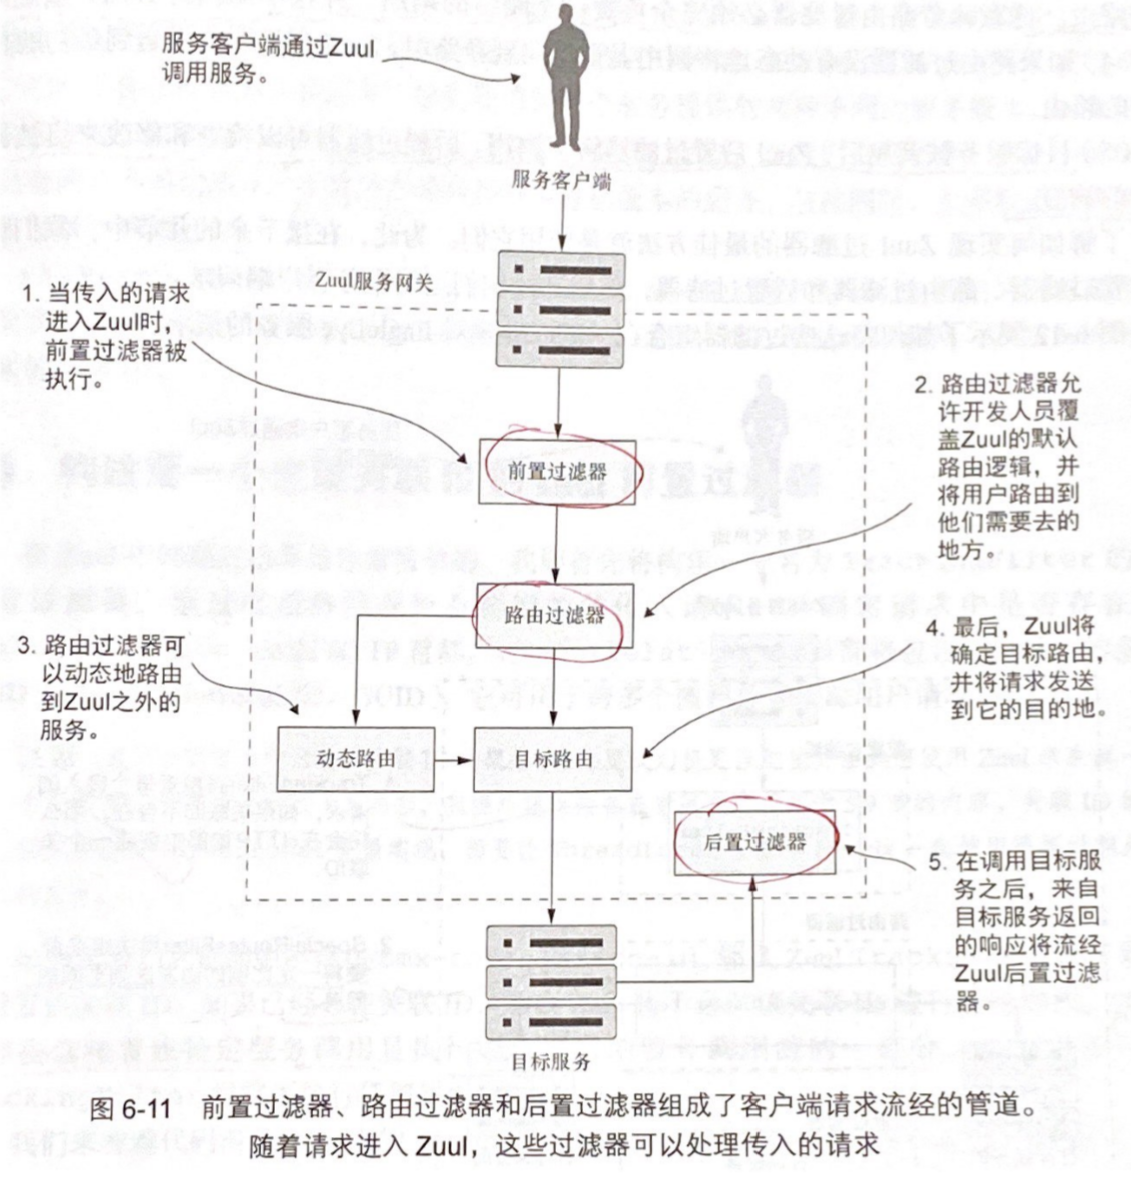 服务客户端通过Zuul
调用服务。
服务客户端
Zuul服务网关
1. 当传入的请求
进入Zuul时，
前置过滤器被
执行。
前置过滤器
2. 路由过滤器允
许开发人员覆
盖Zuul的默认
路由逻辑，并
将用户路由到
他们需要去的
地方。
路由过滤器
3. 路由过滤器可
以动态地路由
到Zuul之外的
服务。
4. 最后，Zuul将
确定目标路由，
并将请求发送
到它的目的地。
动态路由
目标路由
后置过滤器
5. 在调用目标服
务之后，来自
目标服务返回
的响应将流经
Zuul后置过滤
器。
目标服务
图 6-11 前置过滤器、路由过滤器和后置过滤器组成了客户端请求流经的管道。
随着请求进入 Zuul，这些过滤器可以处理传入的请求